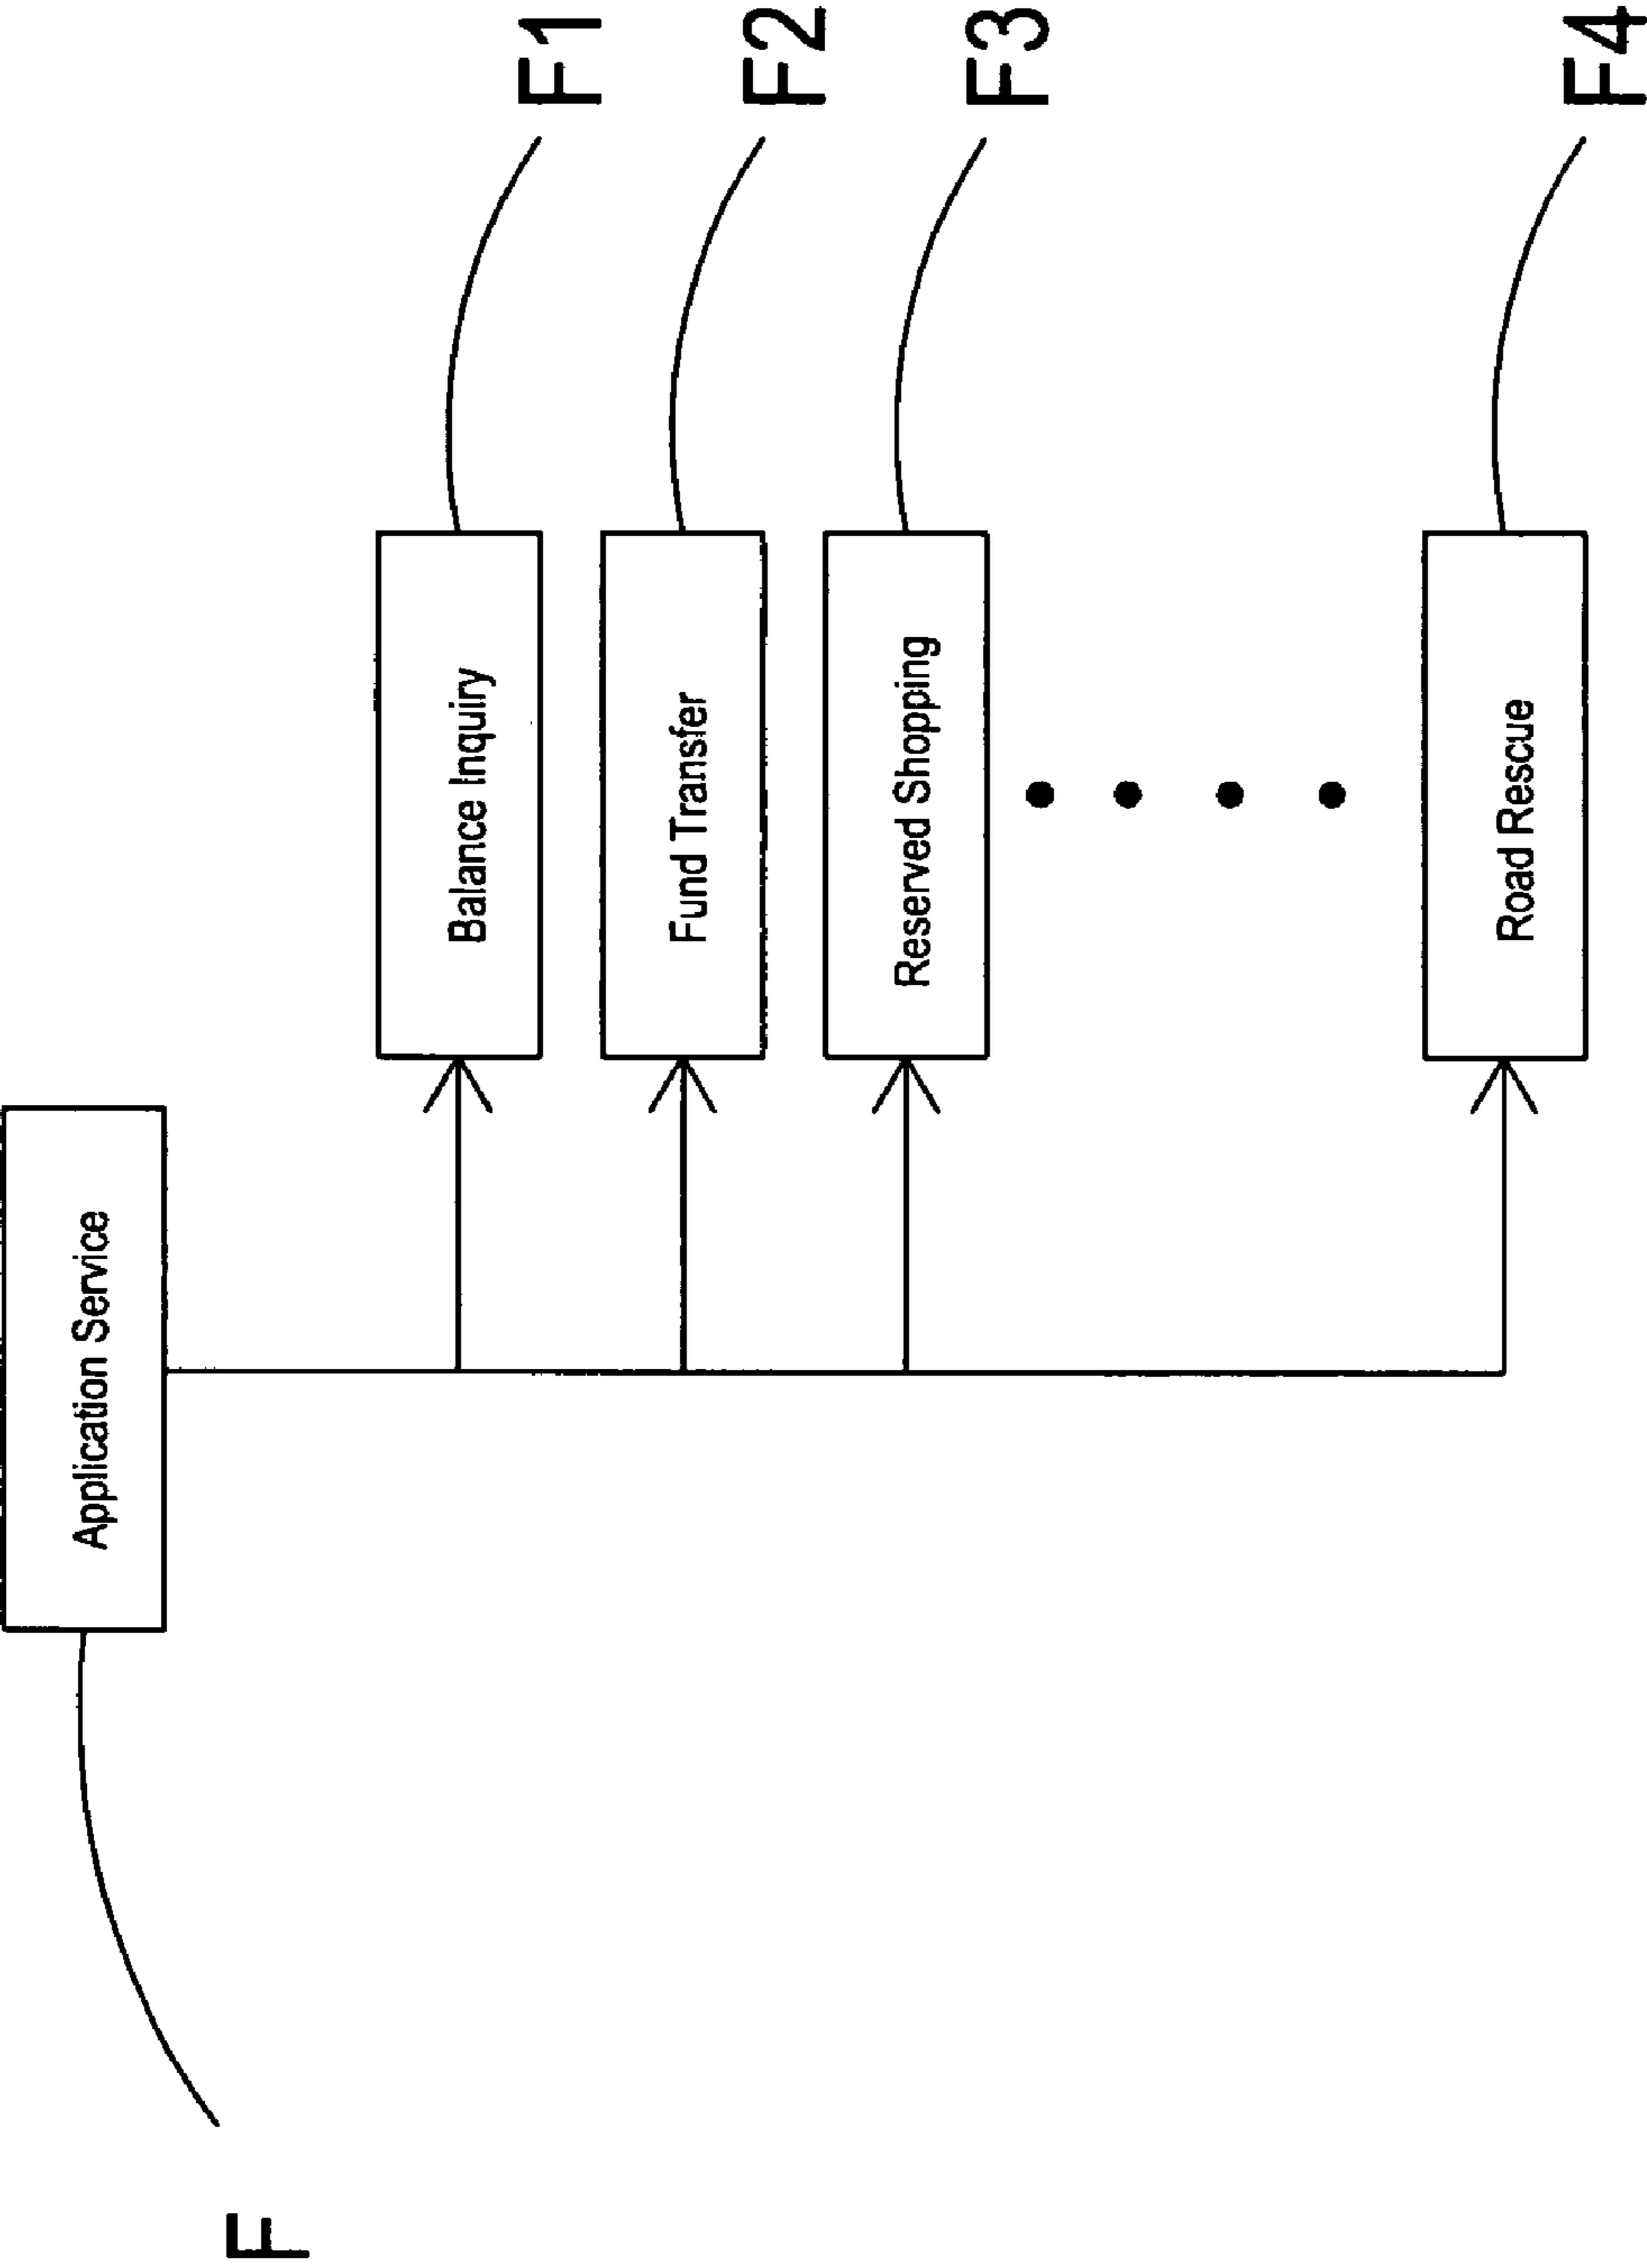 Application Service
F
Balance Inquiry
F1
Fund Transfer
F2
Reserved Shopping
F3
Road Rescue
F4